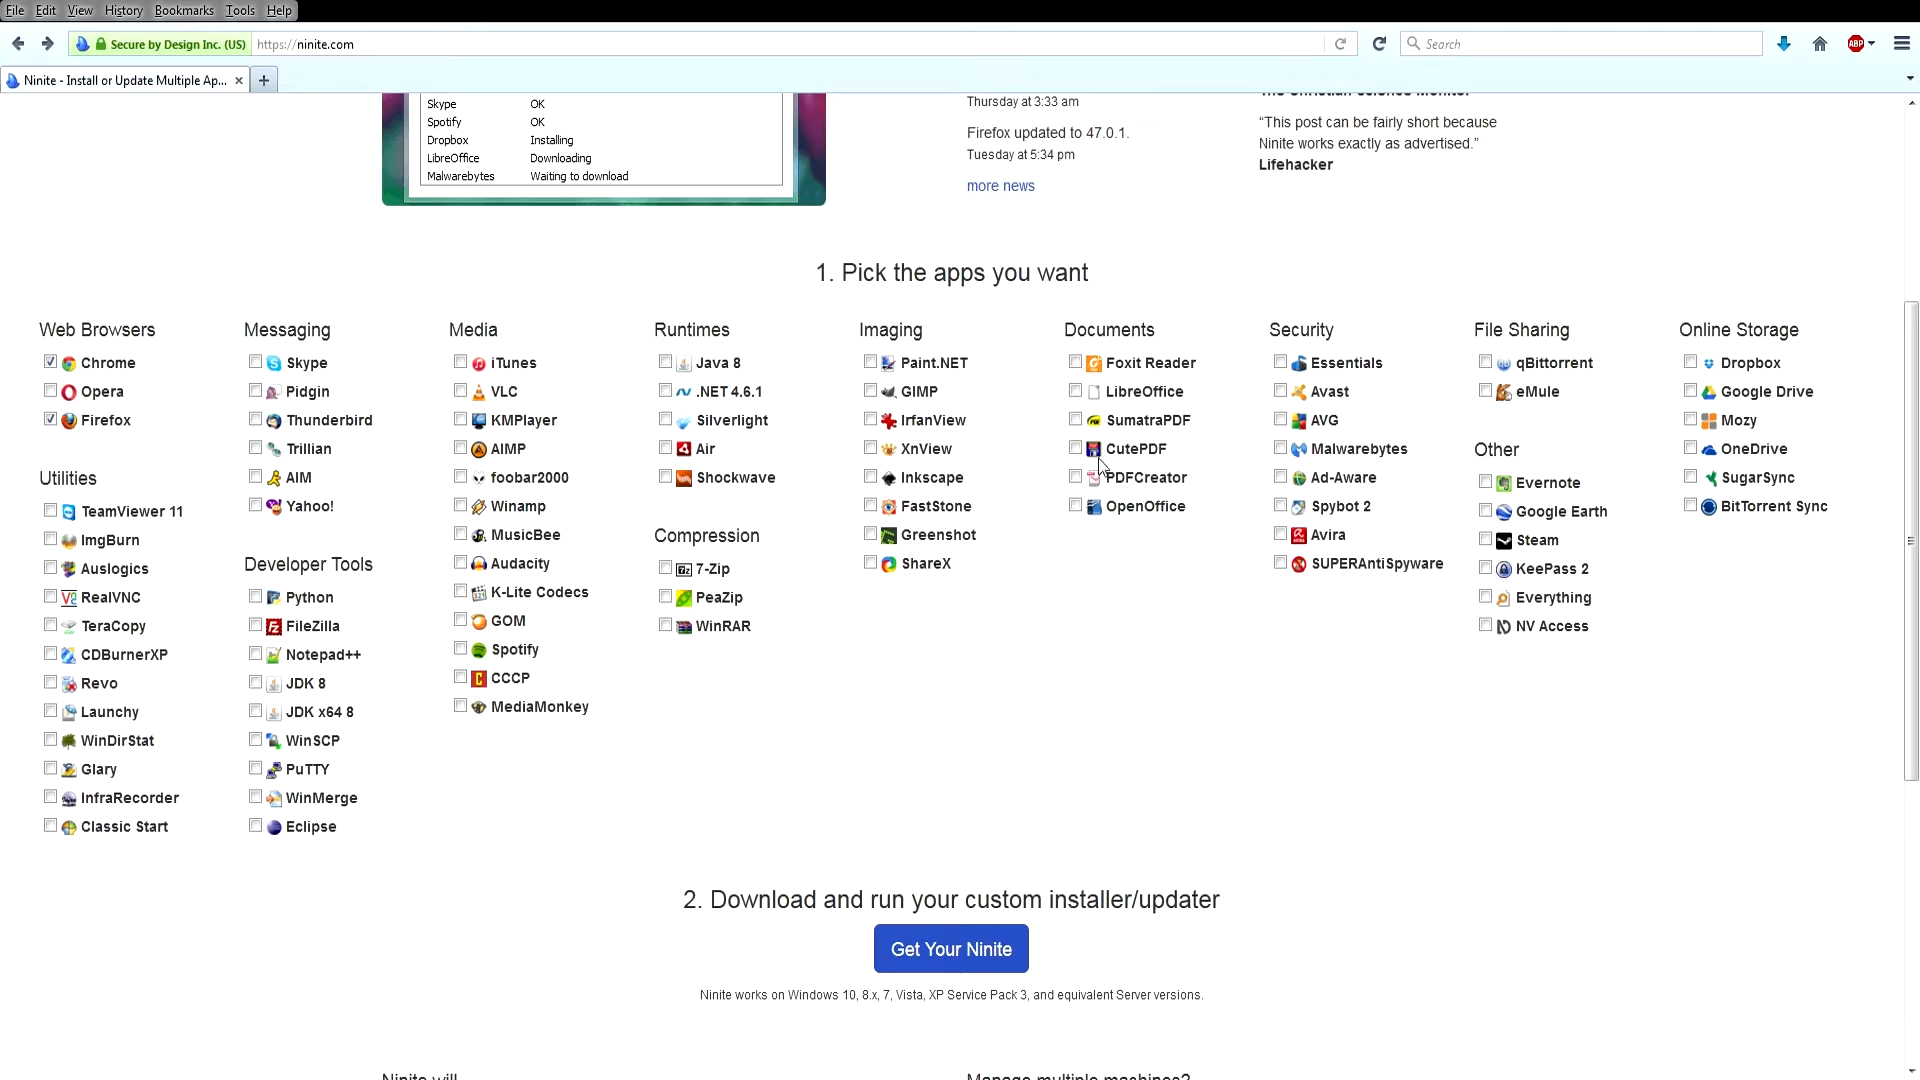 File Edit View History Bookmarks Tools Help
Secure by Design Inc. (US) https://ninite.com
Search
ABP
Ninite - Install or Update Multiple Ap...
Skype OK
Spotify OK
Dropbox Installing
LibreOffice Downloading
Malwarebytes Waiting to download
Thursday at 3:33 am
Firefox updated to 47.0.1.
Tuesday at 5:34 pm
more news
The Christian Science Monitor
“This post can be fairly short because
Ninite works exactly as advertised.”
Lifehacker
1. Pick the apps you want
Web Browsers
Chrome
Opera
Firefox
Utilities
TeamViewer 11
ImgBurn
Auslogics
RealVNC
TeraCopy
CDBurnerXP
Revo
Launchy
WinDirStat
Glary
InfraRecorder
Classic Start
Messaging
Skype
Pidgin
Thunderbird
Trillian
AIM
Yahoo!
Developer Tools
Python
FileZilla
Notepad++
JDK 8
JDK x64 8
WinSCP
PuTTY
WinMerge
Eclipse
Media
iTunes
VLC
KMPlayer
AIMP
foobar2000
Winamp
MusicBee
Audacity
K-Lite Codecs
GOM
Spotify
CCCP
MediaMonkey
Runtimes
Java 8
.NET 4.6.1
Silverlight
Air
Shockwave
Compression
7-Zip
PeaZip
WinRAR
Imaging
Paint.NET
GIMP
IrfanView
XnView
Inkscape
FastStone
Greenshot
ShareX
Documents
Foxit Reader
LibreOffice
SumatraPDF
CutePDF
PDFCreator
OpenOffice
Security
Essentials
Avast
AVG
Malwarebytes
Ad-Aware
Spybot 2
Avira
SUPERAntiSpyware
File Sharing
qBittorrent
eMule
Other
Evernote
Google Earth
Steam
KeePass 2
Everything
NV Access
Online Storage
Dropbox
Google Drive
Mozy
OneDrive
SugarSync
BitTorrent Sync
2. Download and run your custom installer/updater
Get Your Ninite
Ninite works on Windows 10, 8.x, 7, Vista, XP Service Pack 3, and equivalent Server versions.
Ninite will
Manage multiple machines?